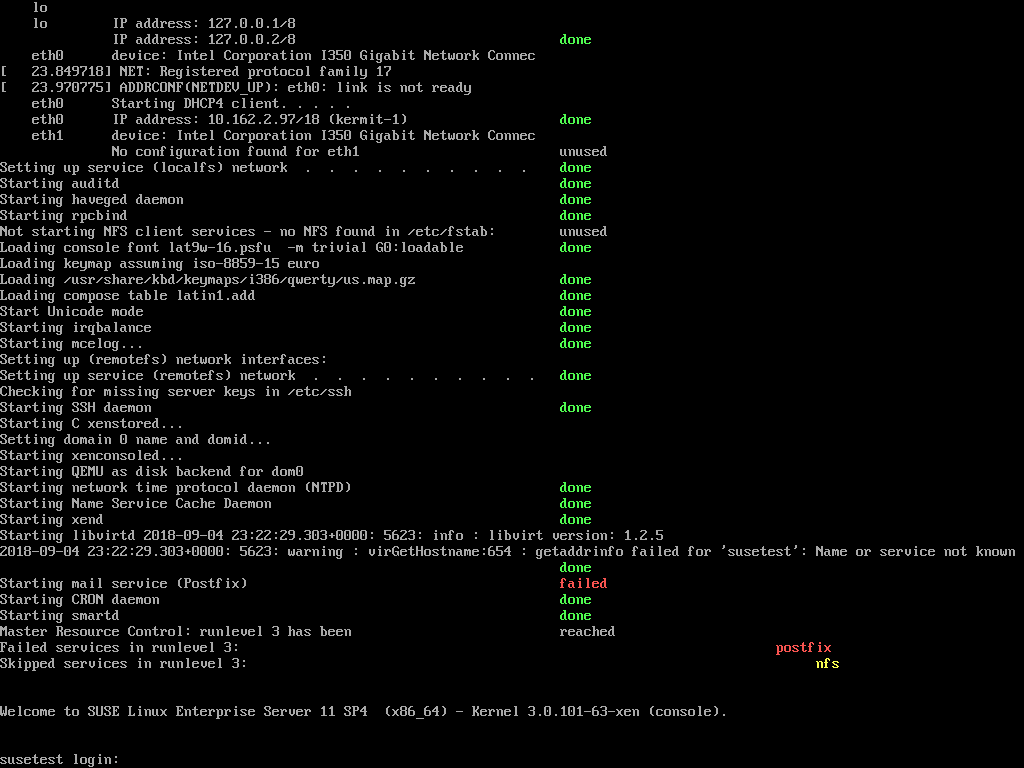 lo
lo        IP address: 127.0.0.1/8
IP address: 127.0.0.2/8        done
eth0      device: Intel Corporation I350 Gigabit Network Connec
[   23.849718] NET: Registered protocol family 17
[   23.970775] ADDRCONF(NETDEV_UP): eth0: link is not ready
eth0      Starting DHCP4 client. . . . .
eth0      IP address: 10.162.2.97/18 (kermit-1)        done
eth1      device: Intel Corporation I350 Gigabit Network Connec
No configuration found for eth1        unused
Setting up service (localfs) network  .  .  .  .  .  .  .  .  .  .    done
Starting auditd        done
Starting haveged daemon        done
Starting rpcbind        done
Not starting NFS client services - no NFS found in /etc/fstab:        unused
Loading console font lat9w-16.psfu  -m trivial G0:loadable        done
Loading keymap assuming iso-8859-15 euro
Loading /usr/share/kbd/keymaps/i386/qwerty/us.map.gz        done
Loading compose table latin1.add        done
Start Unicode mode        done
Starting irqbalance        done
Starting mcelog...        done
Setting up (remotefs) network interfaces:
Setting up service (remotefs) network  .  .  .  .  .  .  .  .  .  .   done
Checking for missing server keys in /etc/ssh
Starting SSH daemon        done
Starting C xenstored...
Setting domain 0 name and domid...
Starting xenconsoled...
Starting QEMU as disk backend for dom0
Starting network time protocol daemon (NTPD)        done
Starting Name Service Cache Daemon        done
Starting xend        done
Starting libvirtd 2018-09-04 23:22:29.303+0000: 5623: info : libvirt version: 1.2.5
2018-09-04 23:22:29.303+0000: 5623: warning : virGetHostname:654 : getaddrinfo failed for 'susetest': Name or service not known
done
Starting mail service (Postfix)        failed
Starting CRON daemon        done
Starting smartd        done
Master Resource Control: runlevel 3 has been        reached
Failed services in runlevel 3:        postfix
Skipped services in runlevel 3:        nfs
Welcome to SUSE Linux Enterprise Server 11 SP4  (x86_64) - Kernel 3.0.101-63-xen (console).
susetest login: